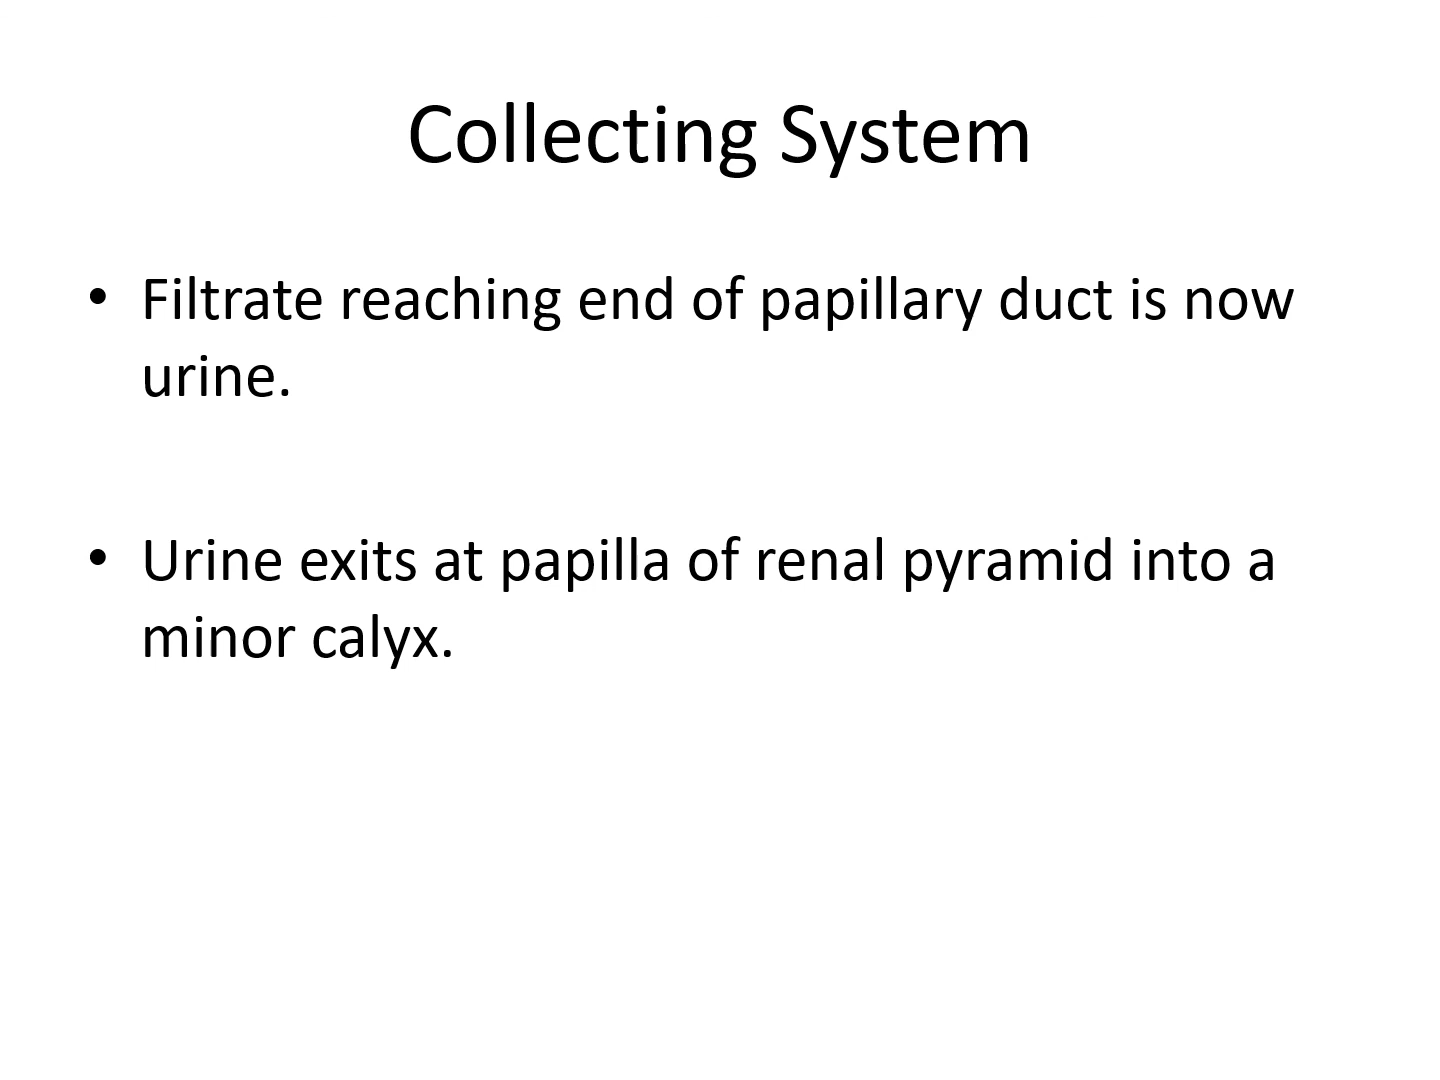 Collecting System
• Filtrate reaching end of papillary duct is now
urine.
• Urine exits at papilla of renal pyramid into a
minor calyx.